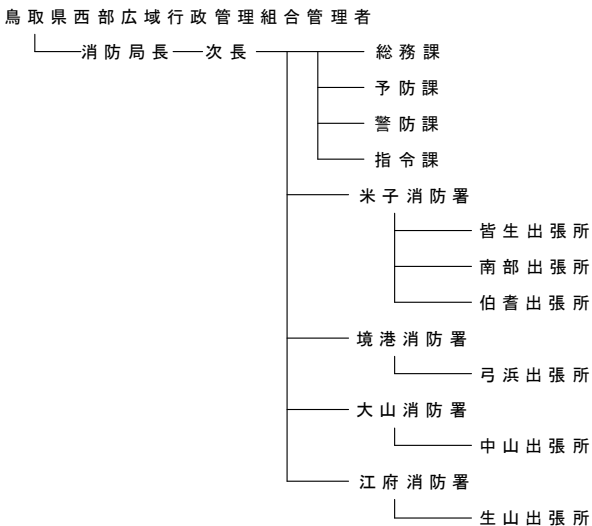 鳥取県西部広域行政管理組合管理者
消防局長 次長 総務課
予防課
警防課
指令課
米子消防署
皆生出張所
南部出張所
伯耆出張所
境港消防署
弓浜出張所
大山消防署
中山出張所
江府消防署
生山出張所